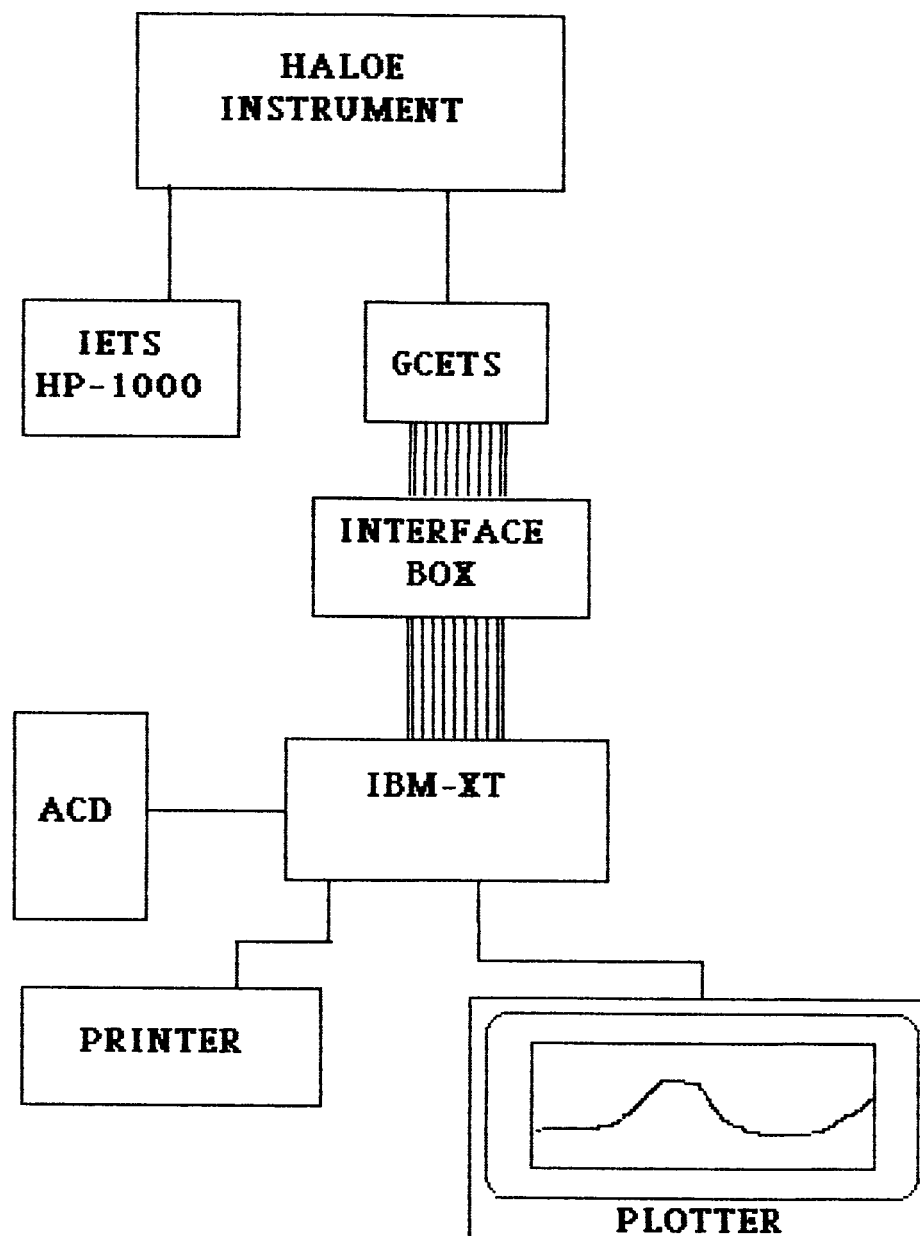 HALOE
INSTRUMENT
IETS
HP-1000
GCETS
INTERFACE
BOX
IBM-XT
ACD
PRINTER
PLOTTER